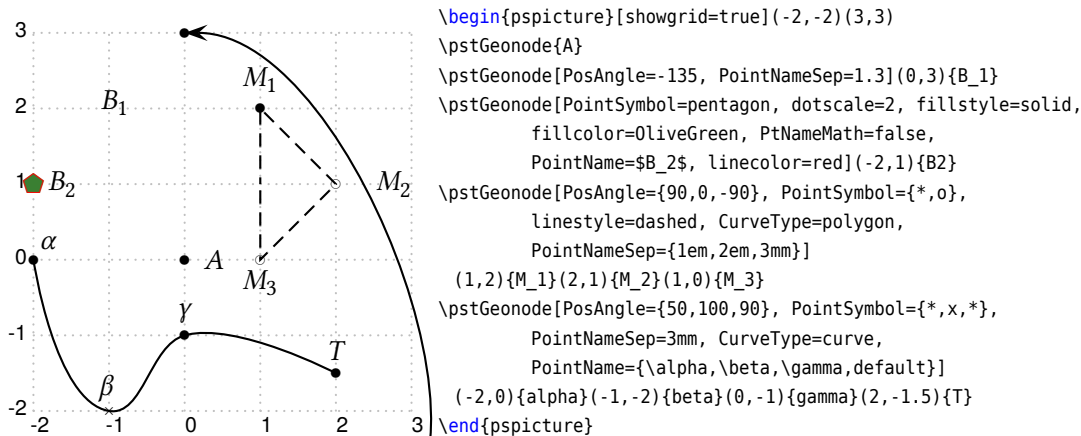 3
M₁
2
B₁
1
B₂
M₂
α
0
A
M₃
γ
-1
T
β
-2
-2 -1 0 1 2 3
\begin{pspicture}[showgrid=true](-2,-2)(3,3)
\pstGeonode{A}
\pstGeonode[PosAngle=-135, PointNameSep=1.3](0,3){B_1}
\pstGeonode[PointSymbol=pentagon, dotscale=2, fillstyle=solid,
fillcolor=OliveGreen, PtNameMath=false,
PointName=$B_2$, linecolor=red](-2,1){B2}
\pstGeonode[PosAngle={90,0,-90}, PointSymbol={*,o},
linestyle=dashed, CurveType=polygon,
PointNameSep={1em,2em,3mm}]
(1,2){M_1}(2,1){M_2}(1,0){M_3}
\pstGeonode[PosAngle={50,100,90}, PointSymbol={*,x,*},
PointNameSep=3mm, CurveType=curve,
PointName={\alpha,\beta,\gamma,default}]
(-2,0){alpha}(-1,-2){beta}(0,-1){gamma}(2,-1.5){T}
\end{pspicture}